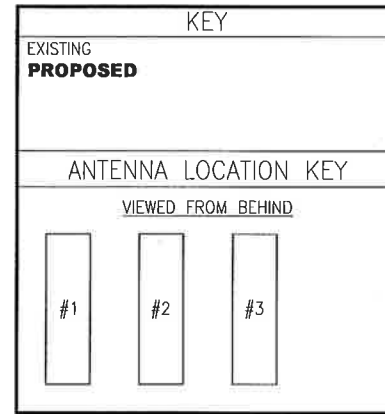 KEY
EXISTING
PROPOSED
ANTENNA LOCATION KEY
VIEWED FROM BEHIND
#1 #2 #3